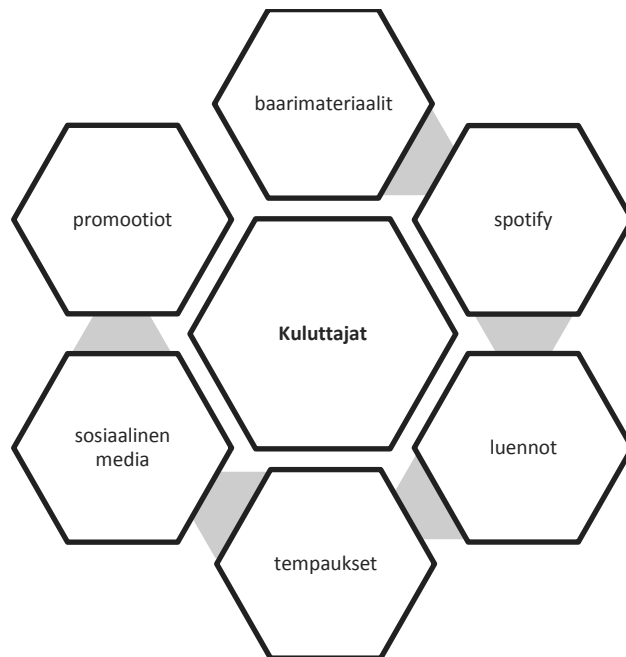 baarimateriaalit
promootiot
spotify
Kuluttajat
sosiaalinen
media
luennot
tempaukset